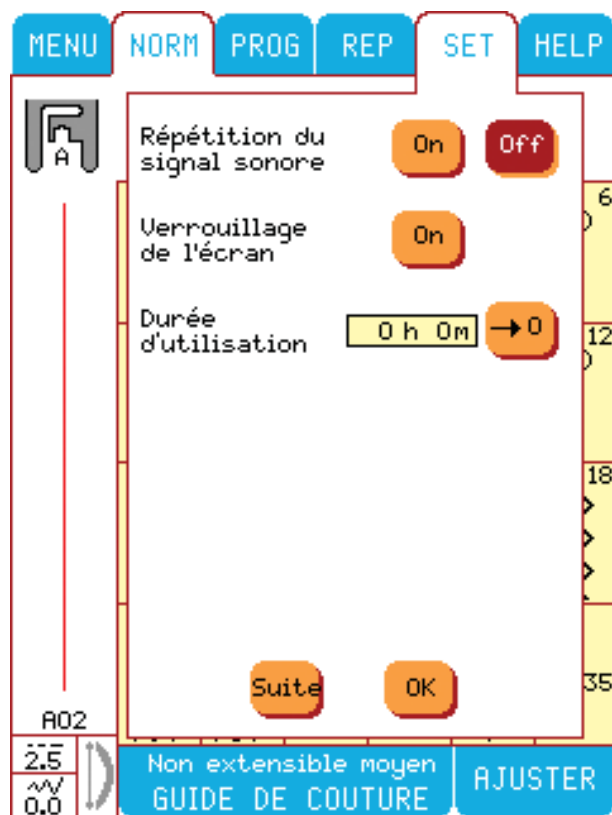 MENU NORM PROG REP SET HELP
A
Répétition du
signal sonore
On Off
6
Verrouillage
de l'écran
On
Durée
d'utilisation
0 h 0m →0
12
18
Suite OK
35
A02
2.5
0.0
Non extensible moyen
GUIDE DE COUTURE
AJUSTER